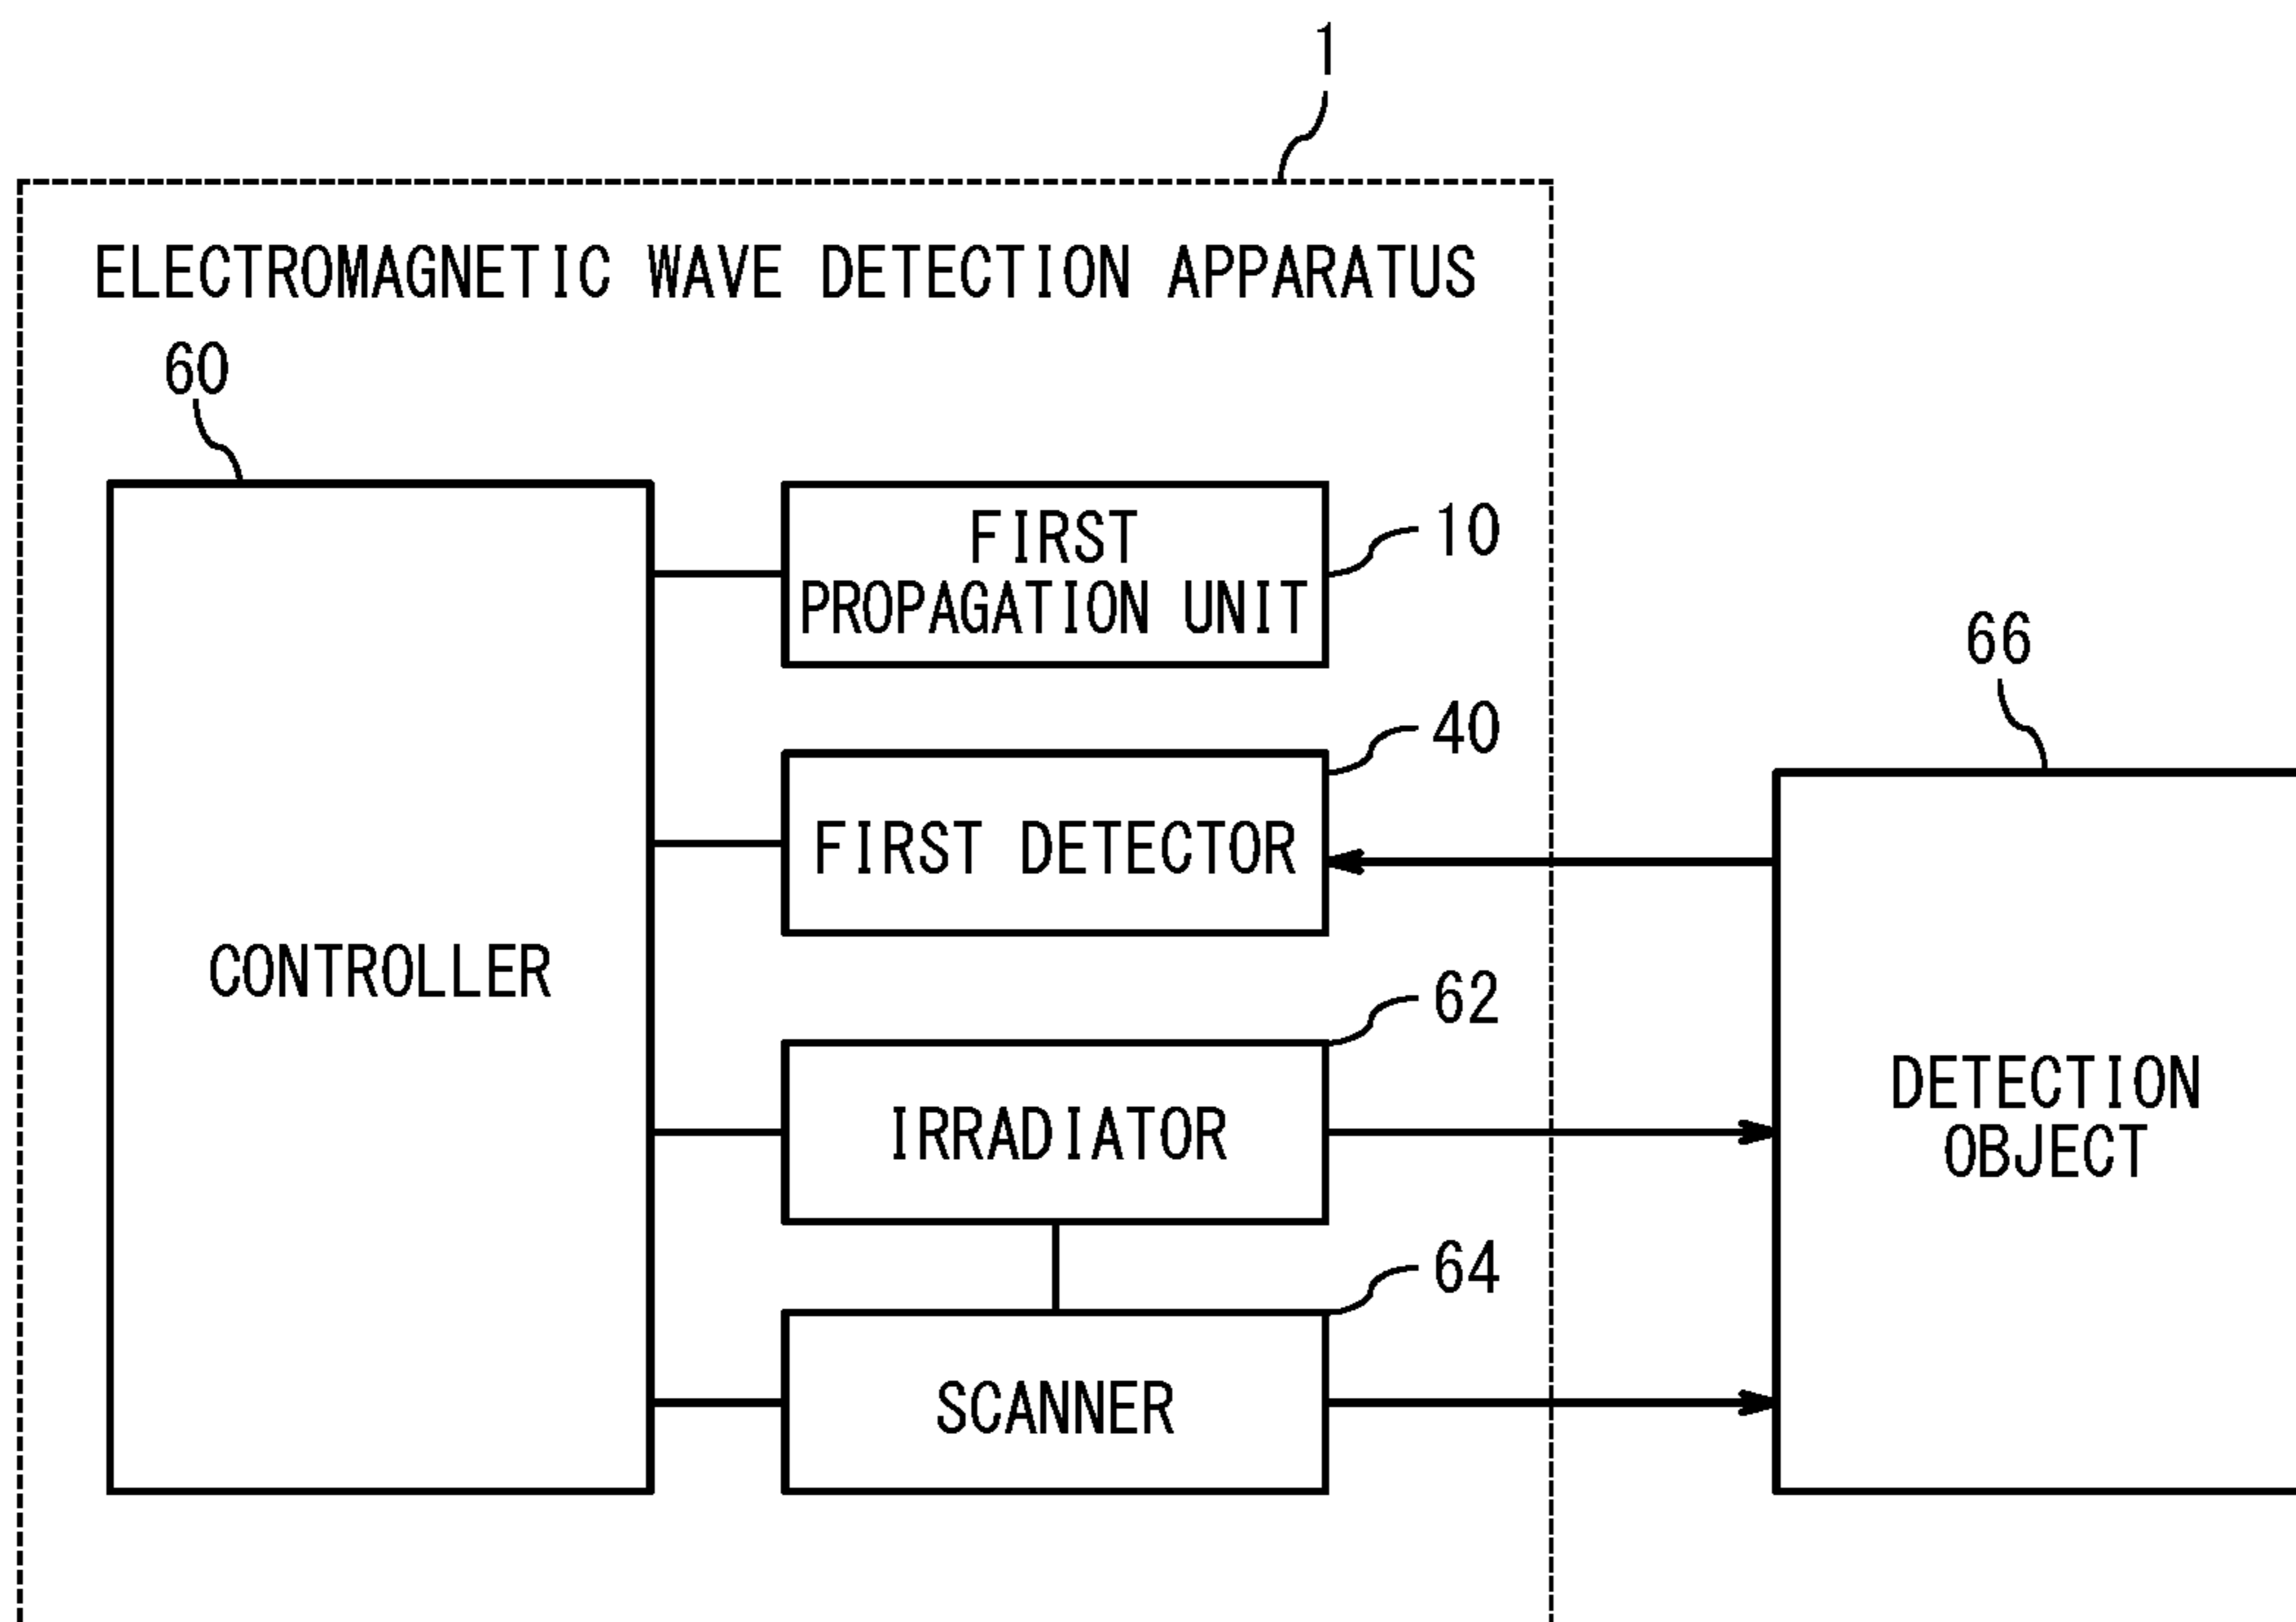 1
ELECTROMAGNETIC WAVE DETECTION APPARATUS
60
FIRST
PROPAGATION UNIT
10
66
40
FIRST DETECTOR
CONTROLLER
62
DETECTION
OBJECT
IRRADIATOR
64
SCANNER